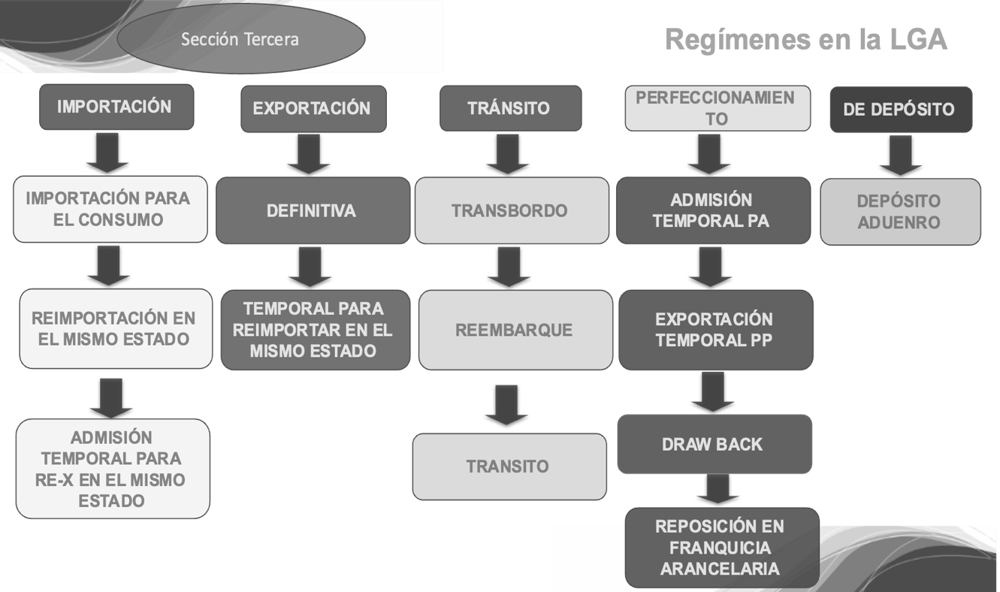 Sección Tercera
Regímenes en la LGA
IMPORTACIÓN
IMPORTACIÓN PARA
EL CONSUMO
REIMPORTACIÓN EN
EL MISMO ESTADO
ADMISIÓN
TEMPORAL PARA
RE-X EN EL MISMO
ESTADO
EXPORTACIÓN
DEFINITIVA
TEMPORAL PARA
REIMPORTAR EN EL
MISMO ESTADO
TRÁNSITO
TRANSBORDO
REEMBARQUE
TRANSITO
PERFECCIONAMIEN
TO
ADMISIÓN
TEMPORAL PA
EXPORTACIÓN
TEMPORAL PP
DRAW BACK
REPOSICIÓN EN
FRANQUICIA
ARANCELARIA
DE DEPÓSITO
DEPÓSITO
ADUENRO